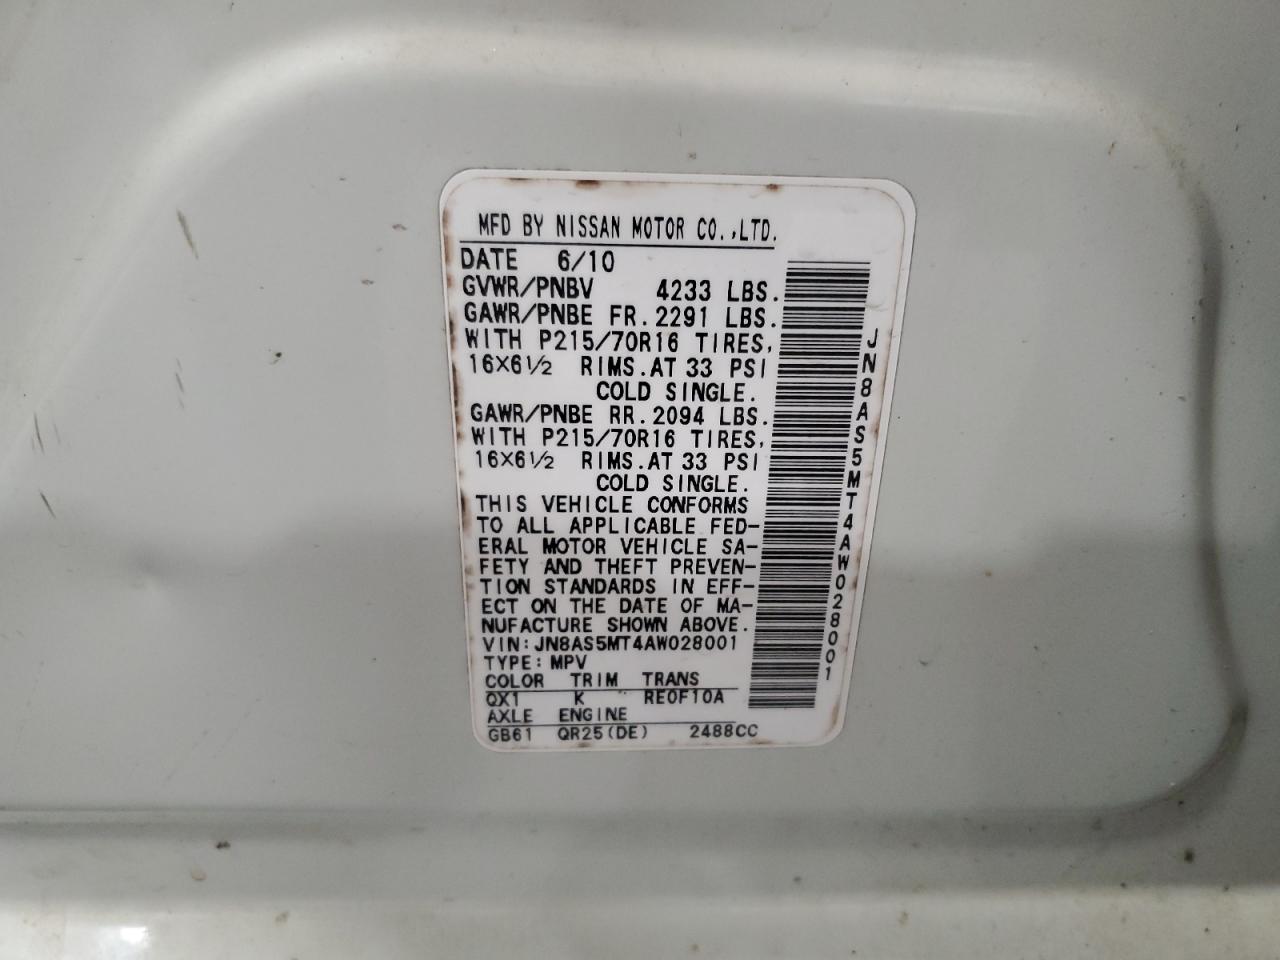 MFD BY NISSAN MOTOR CO.,LTD.
DATE 6/10
GVWR/PNBV 4233 LBS.
GAWR/PNBE FR. 2291 LBS.
WITH P215/70R16 TIRES,
16X6½ RIMS. AT 33 PSI
COLD SINGLE.
GAWR/PNBE RR. 2094 LBS.
WITH P215/70R16 TIRES,
16X6½ RIMS. AT 33 PSI
COLD SINGLE.
THIS VEHICLE CONFORMS
TO ALL APPLICABLE FED-
ERAL MOTOR VEHICLE SA-
FETY AND THEFT PREVEN-
TION STANDARDS IN EFF-
ECT ON THE DATE OF MA-
NUFACTURE SHOWN ABOVE.
VIN: JN8AS5MT4AW028001
TYPE: MPV
COLOR TRIM TRANS
QX1 K RE0F10A
AXLE ENGINE
GB61 QR25(DE) 2488CC
JN8AS5MT4AW028001